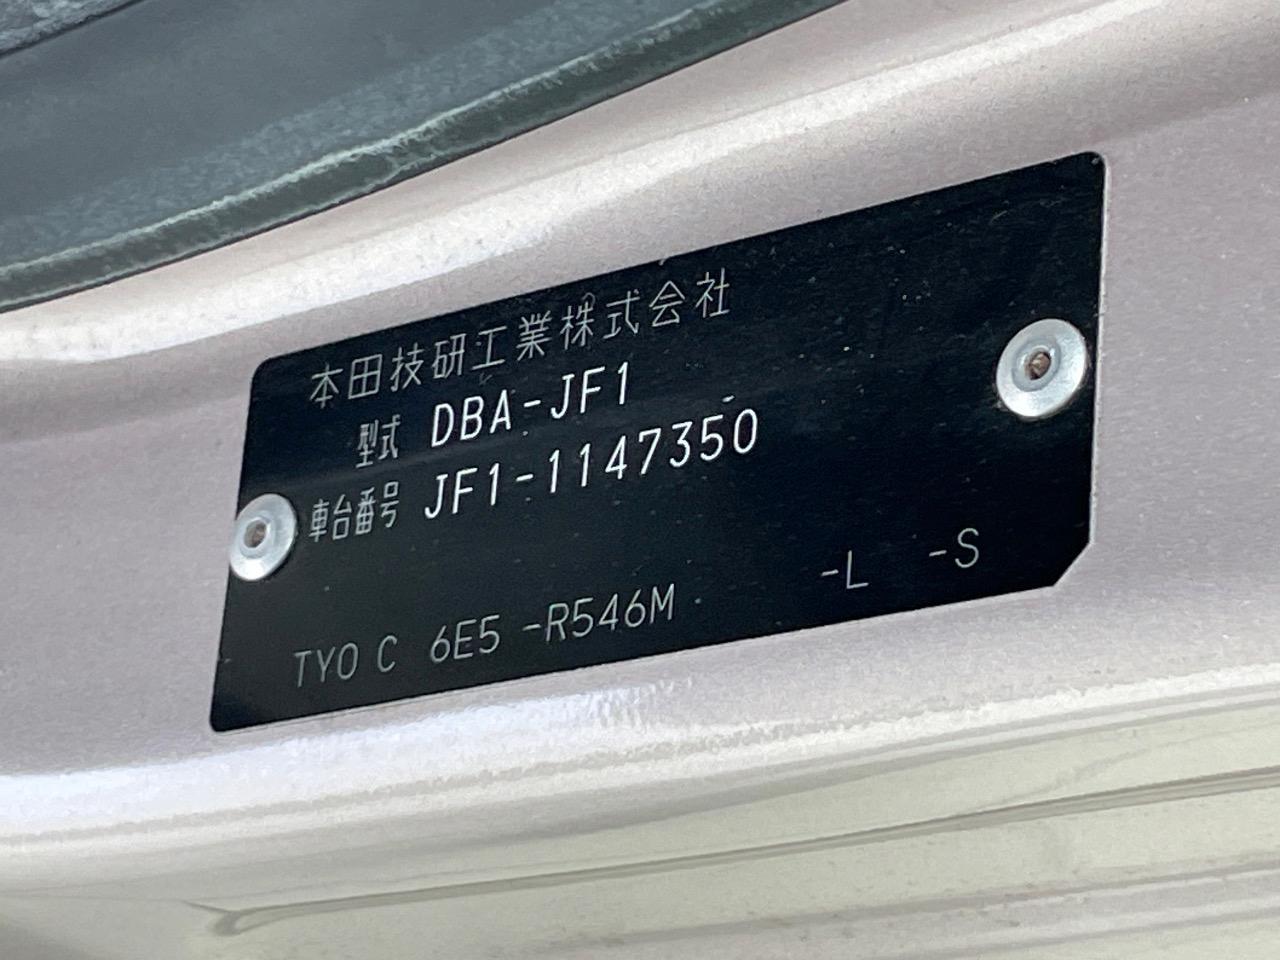 本田技研工業株式会社
型式 DBA-JF1
車台番号 JF1-1147350
TYO C 6E5 -R546M -L -S